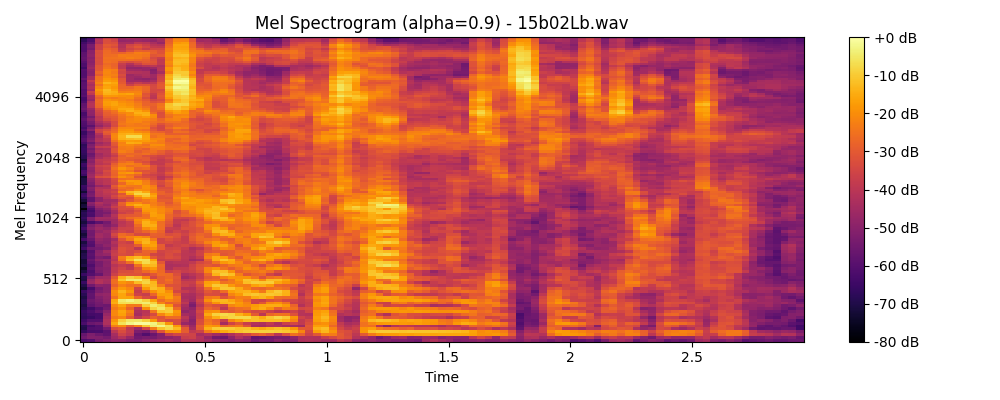 Mel Spectrogram (alpha=0.9) - 15b02Lb.wav
Mel Frequency
4096
2048
1024
512
0
0
0.5
1
1.5
2
2.5
Time
+0 dB
-10 dB
-20 dB
-30 dB
-40 dB
-50 dB
-60 dB
-70 dB
-80 dB